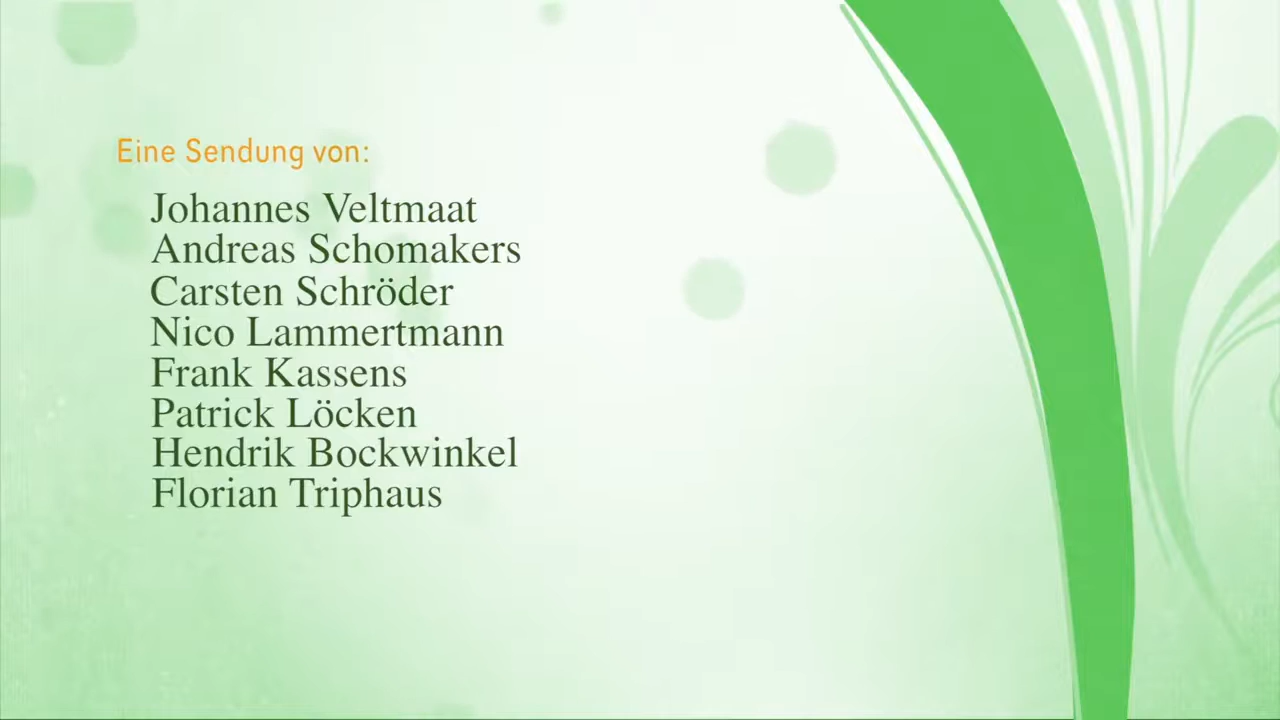 Eine Sendung von:
Johannes Veltmaat
Andreas Schomakers
Carsten Schröder
Nico Lammertmann
Frank Kassens
Patrick Löcken
Hendrik Bockwinkel
Florian Triphaus